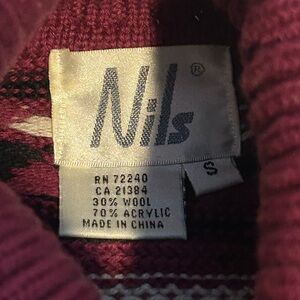 Nils®
S
RN 72240
CA 21384
30% WOOL
70% ACRYLIC
MADE IN CHINA